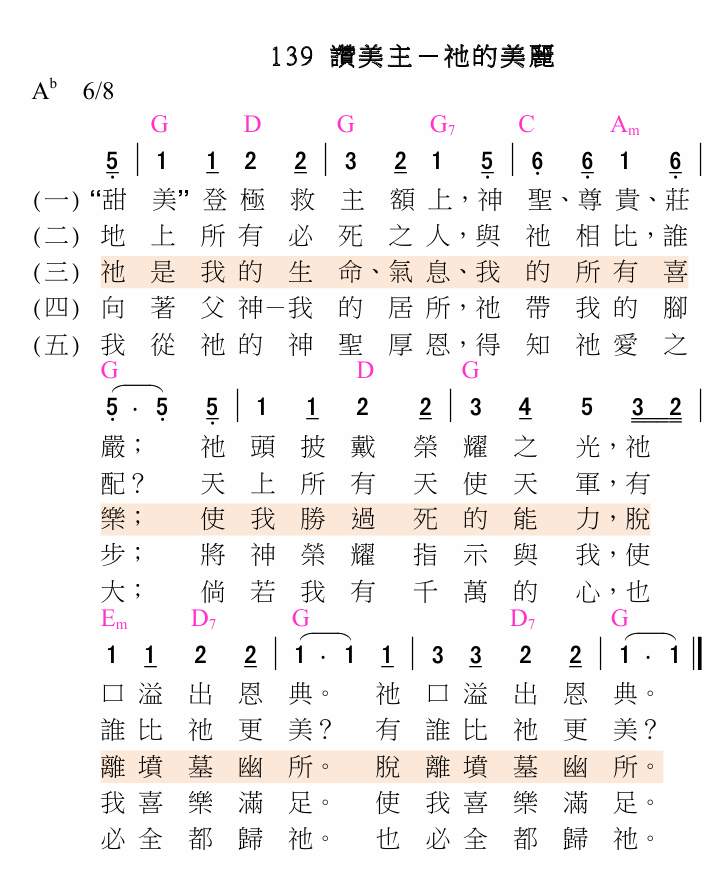 139 讚美主－祂的美麗
A♭ 6/8
G D G G7 C Am
5̣ | 1 1 2 2 | 3 2 1 5̣ | 6̣ 6̣ 1 6̣ |
(一) “甜美”登極救主額上，神聖、尊貴、莊
(二) 地上所有必死之人，與祂相比，誰
(三) 祂是我的生命、氣息、我的所有喜
(四) 向著父神－我的居所，祂帶我的腳
(五) 我從祂的神聖厚恩，得知祂愛之
G D G
5̣ · 5̣ 5̣ | 1 1 2 2 | 3 4 5 3 2 |
嚴； 祂頭披戴榮耀之光，祂
配？ 天上所有天使天軍，有
樂； 使我勝過死的能力，脫
步； 將神榮耀指示與我，使
大； 倘若我有千萬的心，也
Em D7 G D7 G
1 1 2 2 | 1 · 1 1 | 3 3 2 2 | 1 · 1 ‖
口溢出恩典。 祂口溢出恩典。
誰比祂更美？ 有誰比祂更美？
離墳墓幽所。 脫離墳墓幽所。
我喜樂滿足。 使我喜樂滿足。
必全都歸祂。 也必全都歸祂。